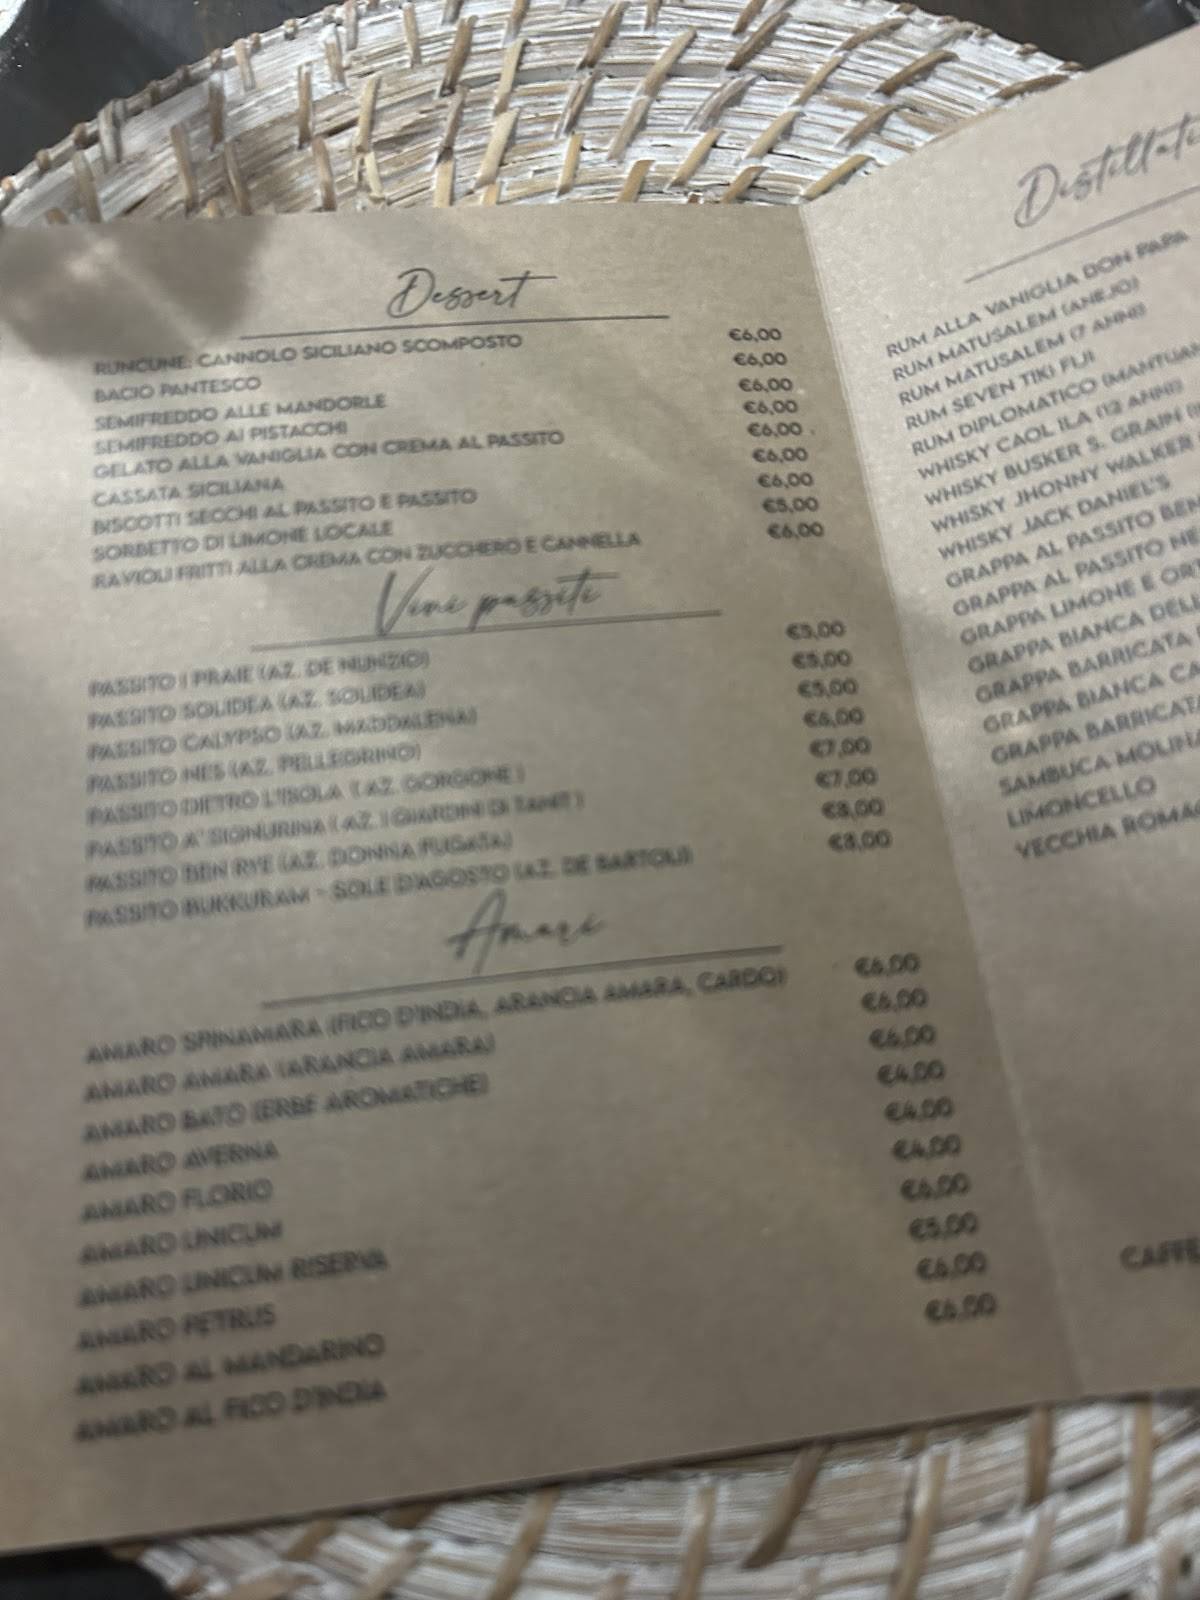 Dessert
RUNCUNE: CANNOLO SICILIANO SCOMPOSTO €6,00
BACIO PANTESCO €6,00
SEMIFREDDO ALLE MANDORLE €6,00
SEMIFREDDO AI PISTACCHI €6,00
GELATO ALLA VANIGLIA CON CREMA AL PASSITO €6,00
CASSATA SICILIANA €6,00
BISCOTTI SECCHI AL PASSITO E PASSITO €6,00
SORBETTO DI LIMONE LOCALE €5,00
RAVIOLI FRITTI ALLA CREMA CON ZUCCHERO E CANNELLA €6,00
Vini passiti
PASSITO I PRAIE (AZ. DE NUNZIO) €5,00
PASSITO SOLIDEA (AZ. SOLIDEA) €5,00
PASSITO CALYPSO (AZ. MADDALENA) €5,00
PASSITO NES (AZ. PELLEGRINO) €6,00
PASSITO DIETRO L'ISOLA (AZ. GORGONE ) €7,00
PASSITO A' SIGNURINA ( AZ. I GIARDINI DI TANIT ) €7,00
PASSITO BEN RYE (AZ. DONNA FUGATA) €8,00
PASSITO BUKKURAM - SOLE D'AGOSTO (AZ. DE BARTOLI) €8,00
Amari
AMARO SPINAMARA (FICO D'INDIA, ARANCIA AMARA, CARDO) €6,00
AMARO AMARA (ARANCIA AMARA) €6,00
AMARO BATO (ERBE AROMATICHE) €6,00
AMARO AVERNA €4,00
AMARO FLORIO €4,00
AMARO UNICUM €4,00
AMARO UNICUM RISERVA €6,00
AMARO PETRUS €5,00
AMARO AL MANDARINO €6,00
AMARO AL FICO D'INDIA €6,00
Distillati
RUM ALLA VANIGLIA DON PAPA
RUM MATUSALEM (ANEJO)
RUM MATUSALEM (7 ANNI)
RUM SEVEN TIKI FIJI
RUM DIPLOMATICO (MANTUAN
WHISKY CAOL ILA (12 ANNI)
WHISKY BUSKER S. GRAIN
WHISKY JHONNY WALKER
WHISKY JACK DANIEL'S
GRAPPA AL PASSITO BEN
GRAPPA AL PASSITO NE
GRAPPA LIMONE E
GRAPPA BIANCA
GRAPPA BARRICATA
GRAPPA BIANCA
GRAPPA BARRICATA
SAMBUCA MOLINA
LIMONCELLO
VECCHIA ROMA
CAFFE